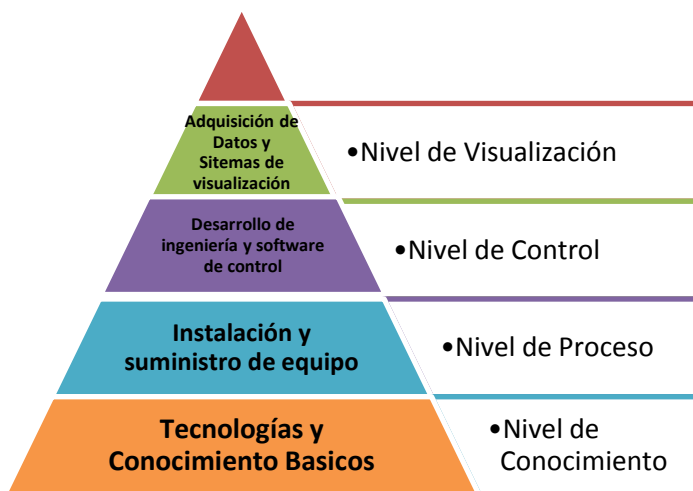 Adquisición de
Datos y
Sitemas de
visualización
•Nivel de Visualización
Desarrollo de
ingeniería y software
de control
•Nivel de Control
Instalación y
suministro de equipo
•Nivel de Proceso
Tecnologías y
Conocimiento Basicos
•Nivel de
Conocimiento